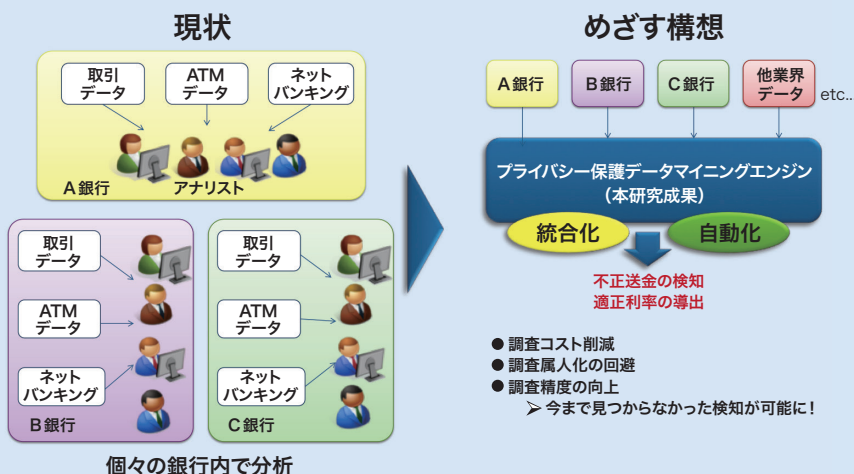 現状
取引
データ
ATM
データ
ネット
バンキング
A銀行
アナリスト
取引
データ
ATM
データ
ネット
バンキング
B銀行
取引
データ
ATM
データ
ネット
バンキング
C銀行
個々の銀行内で分析
めざす構想
A銀行
B銀行
C銀行
他業界
データ
etc...
プライバシー保護データマイニングエンジン
（本研究成果）
統合化
自動化
不正送金の検知
適正利率の導出
● 調査コスト削減
● 調査属人化の回避
● 調査精度の向上
➢ 今まで見つからなかった検知が可能に！